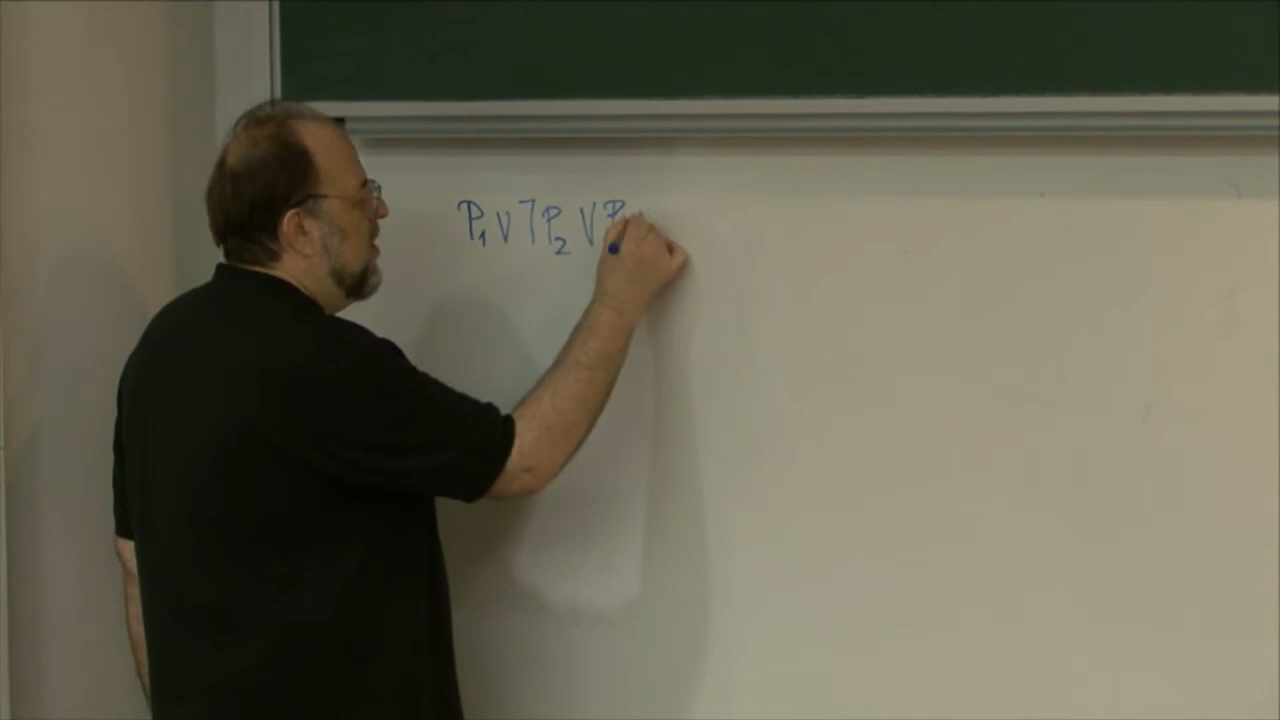 P₁ ∨ ¬P₂ ∨ P